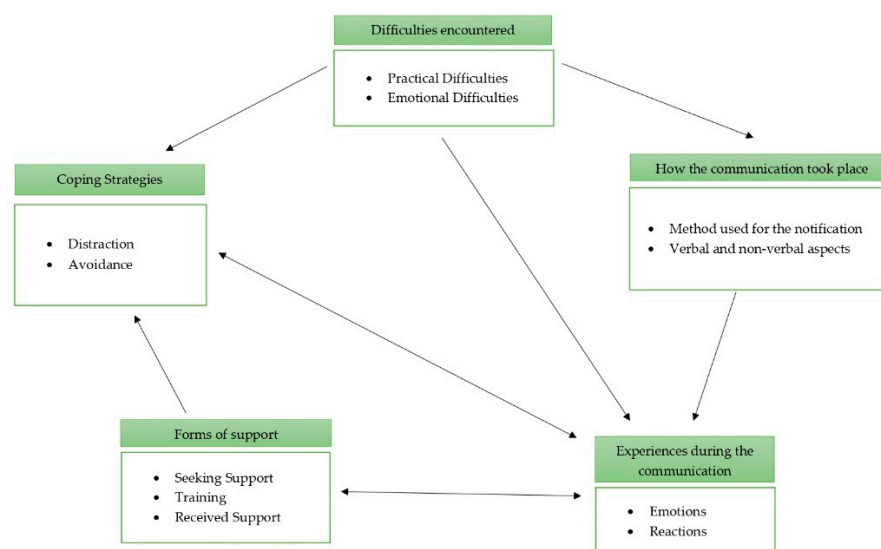 Difficulties encountered
• Practical Difficulties
• Emotional Difficulties
Coping Strategies
• Distraction
• Avoidance
How the communication took place
• Method used for the notification
• Verbal and non-verbal aspects
Forms of support
• Seeking Support
• Training
• Received Support
Experiences during the
communication
• Emotions
• Reactions